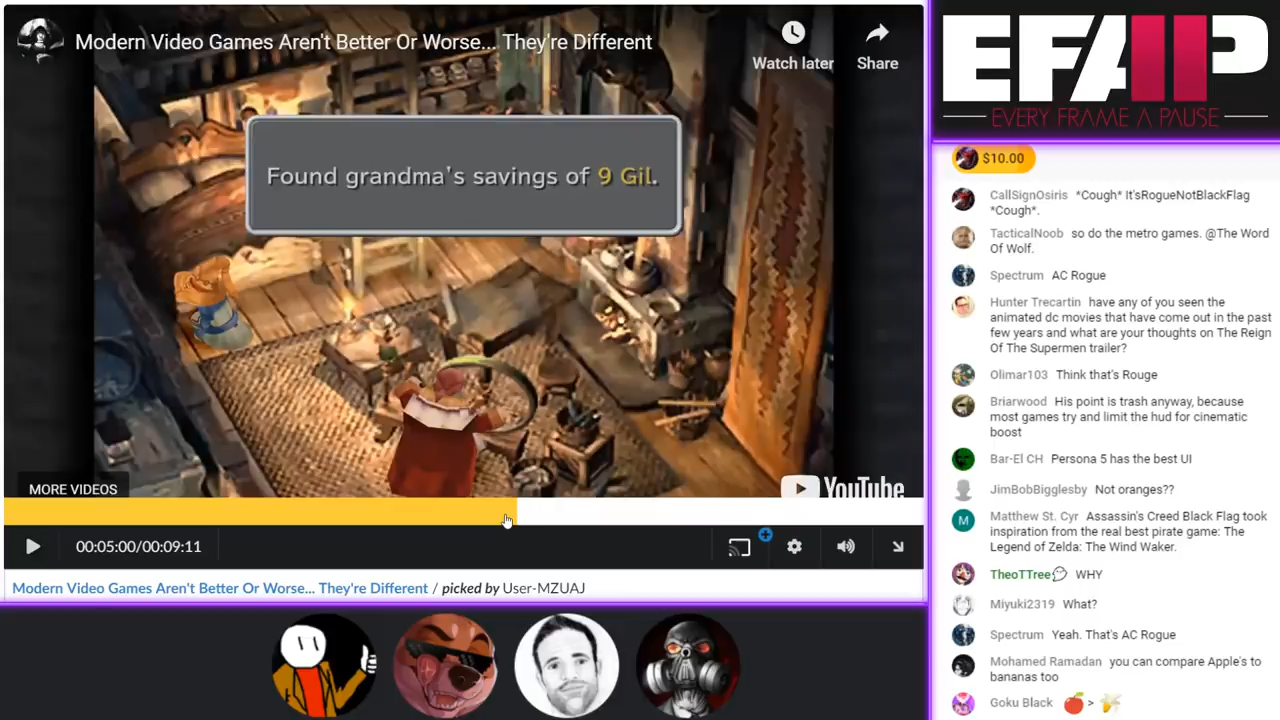 Modern Video Games Aren't Better Or Worse... They're Different
Watch later
Share
Found grandma's savings of 9 Gil.
MORE VIDEOS
YouTube
00:05:00/00:09:11
Modern Video Games Aren't Better Or Worse... They're Different / picked by User-MZUAJ
EFAP
EVERY FRAME A PAUSE
$10.00
CallSignOsiris *Cough* It'sRogueNotBlackFlag
*Cough*.
TacticalNoob so do the metro games. @The Word
Of Wolf.
Spectrum AC Rogue
Hunter Trecartin have any of you seen the
animated dc movies that have come out in the past
few years and what are your thoughts on The Reign
Of The Supermen trailer?
Olimar103 Think that's Rouge
Briarwood His point is trash anyway, because
most games try and limit the hud for cinematic
boost
Bar-El CH Persona 5 has the best UI
JimBobBigglesby Not oranges??
M
Matthew St. Cyr Assassin's Creed Black Flag took
inspiration from the real best pirate game: The
Legend of Zelda: The Wind Waker.
TheoTTree WHY
Miyuki2319 What?
Spectrum Yeah. That's AC Rogue
Mohamed Ramadan you can compare Apple's to
bananas too
Goku Black 🍎 > 🍌